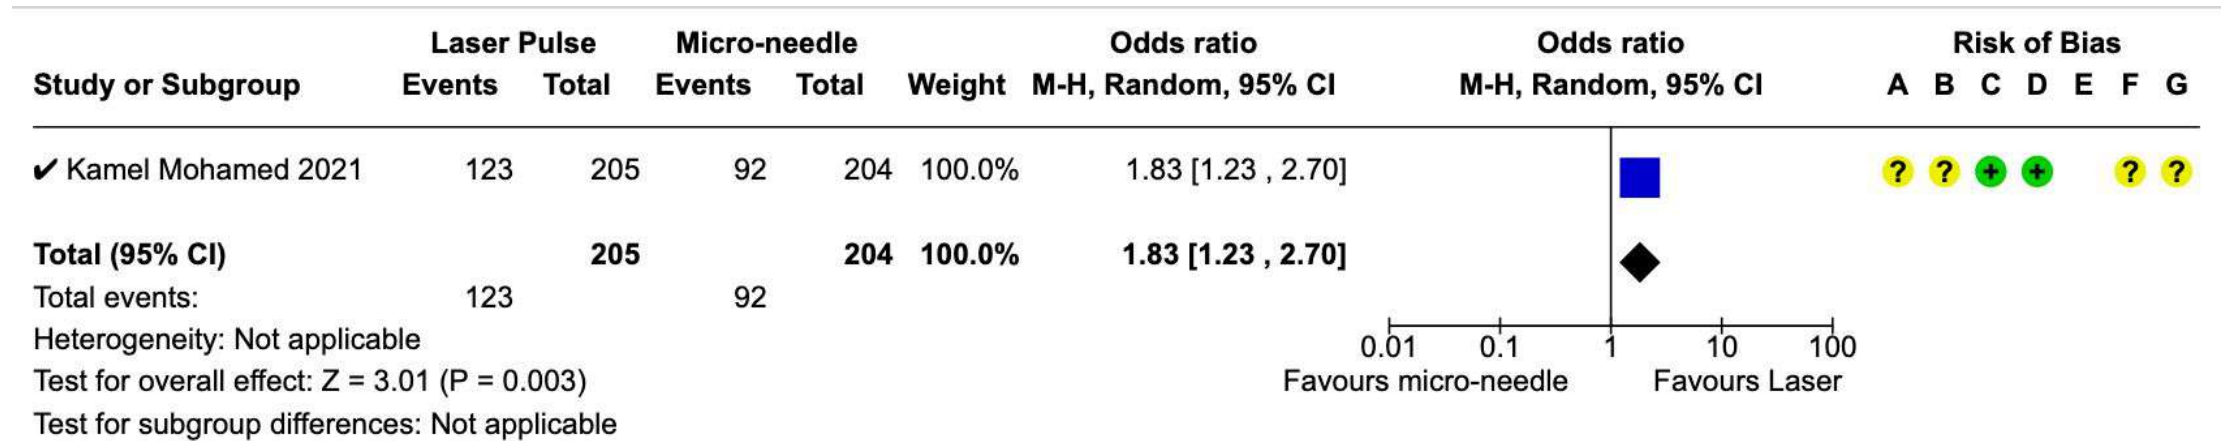 Laser Pulse Micro-needle Odds ratio Odds ratio Risk of Bias
Study or Subgroup Events Total Events Total Weight M-H, Random, 95% CI M-H, Random, 95% CI A B C D E F G
✔ Kamel Mohamed 2021 123 205 92 204 100.0% 1.83 [1.23 , 2.70] ? ? + + ? ?
Total (95% CI) 205 204 100.0% 1.83 [1.23 , 2.70]
Total events: 123 92
Heterogeneity: Not applicable
0.01 0.1 1 10 100
Test for overall effect: Z = 3.01 (P = 0.003) Favours micro-needle Favours Laser
Test for subgroup differences: Not applicable